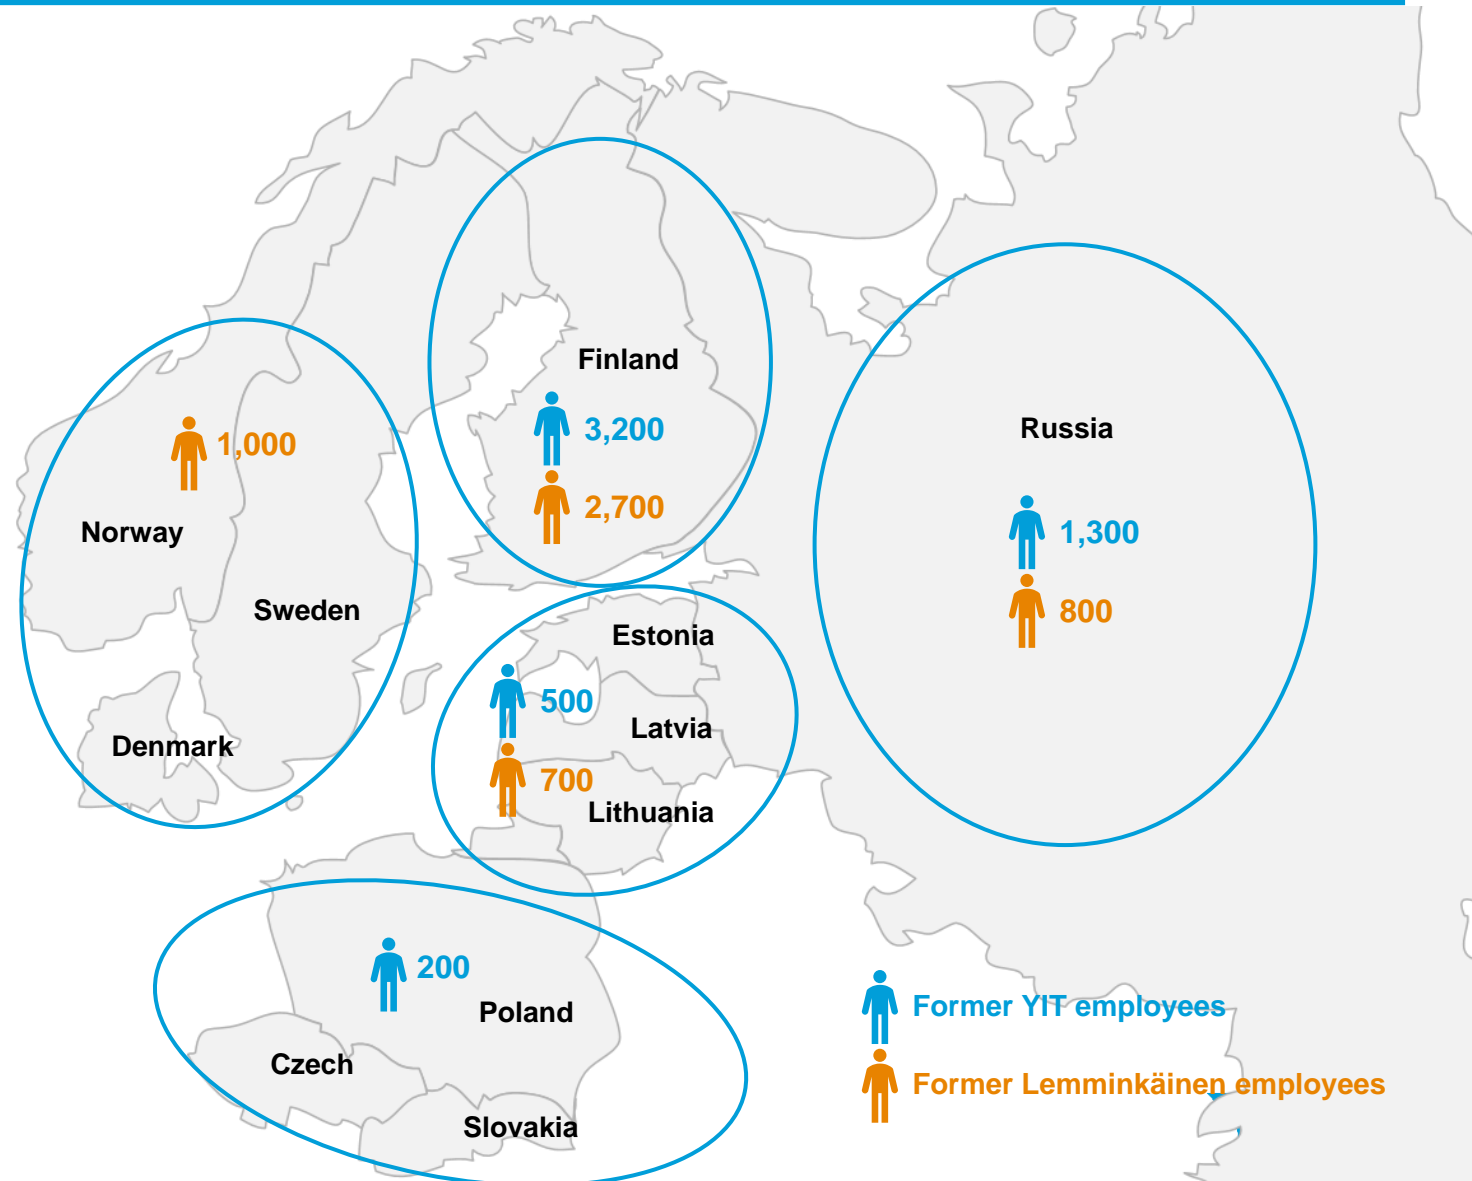 Finland
3,200
2,700
Russia
1,300
800
1,000
Norway
Sweden
Denmark
Estonia
500
Latvia
700
Lithuania
200
Poland
Czech
Slovakia
Former YIT employees
Former Lemminkäinen employees